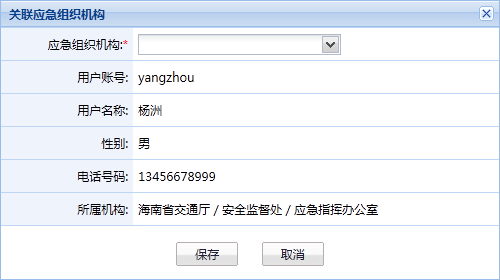 关联应急组织机构
应急组织机构:*
用户账号: yangzhou
用户名称: 杨洲
性别: 男
电话号码: 13456678999
所属机构: 海南省交通厅 / 安全监督处 / 应急指挥办公室
保存 取消